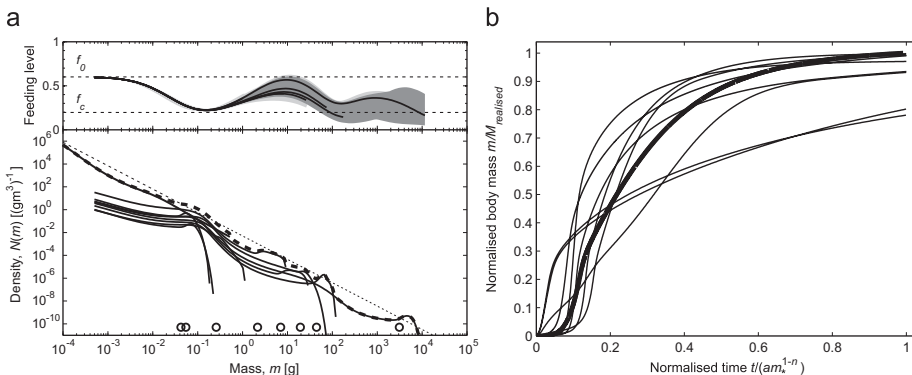 a
Feeding level
1
0.5
0
f0
fc
Density, N(m) [(gm³)⁻¹]
10⁶
10⁴
10²
10⁰
10⁻²
10⁻⁴
10⁻⁶
10⁻⁸
10⁻¹⁰
10⁻⁴ 10⁻³ 10⁻² 10⁻¹ 10⁰ 10¹ 10² 10³ 10⁴ 10⁵
Mass, m [g]
b
Normalised body mass m/M_realised
1
0.9
0.8
0.7
0.6
0.5
0.4
0.3
0.2
0.1
0
0 0.2 0.4 0.6 0.8 1
Normalised time t/(am*^1-n)